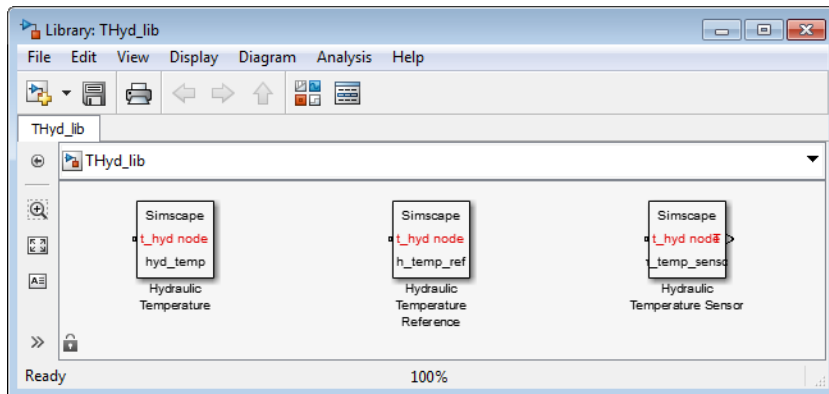 Library: THyd_lib
File Edit View Display Diagram Analysis Help
THyd_lib
THyd_lib
Simscape
t_hyd node
hyd_temp
Hydraulic
Temperature
Simscape
t_hyd node
h_temp_ref
Hydraulic
Temperature
Reference
Simscape
t_hyd node
_temp_sens
Hydraulic
Temperature Sensor
Ready 100%